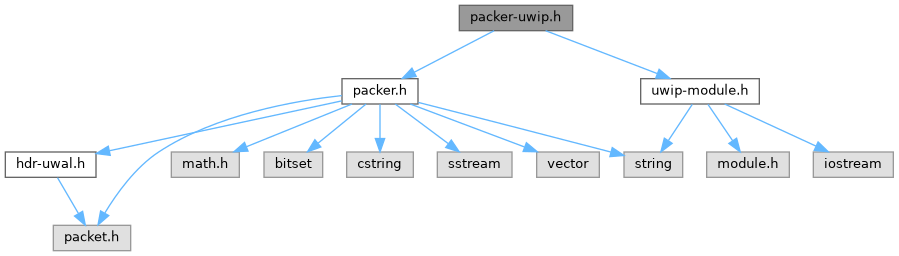 packer-uwip.h
packer.h
uwip-module.h
hdr-uwal.h
math.h
bitset
cstring
sstream
vector
string
module.h
iostream
packet.h